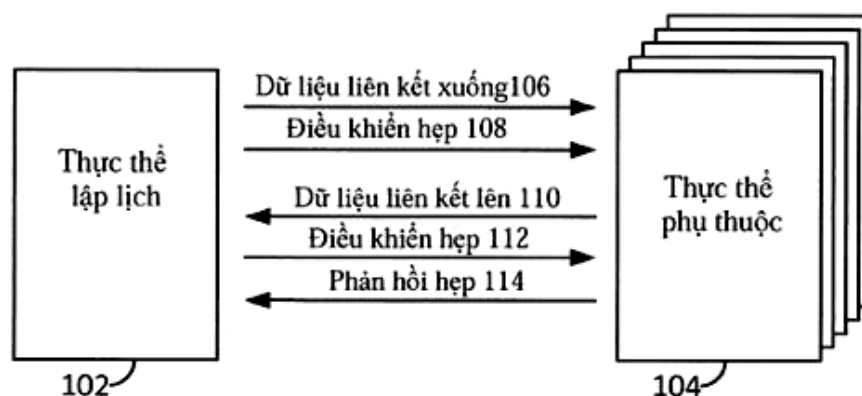 Thực thể
lập lịch
102
Dữ liệu liên kết xuống106
Điều khiển hẹp 108
Dữ liệu liên kết lên 110
Điều khiển hẹp 112
Phản hồi hẹp 114
Thực thể
phụ thuộc
104